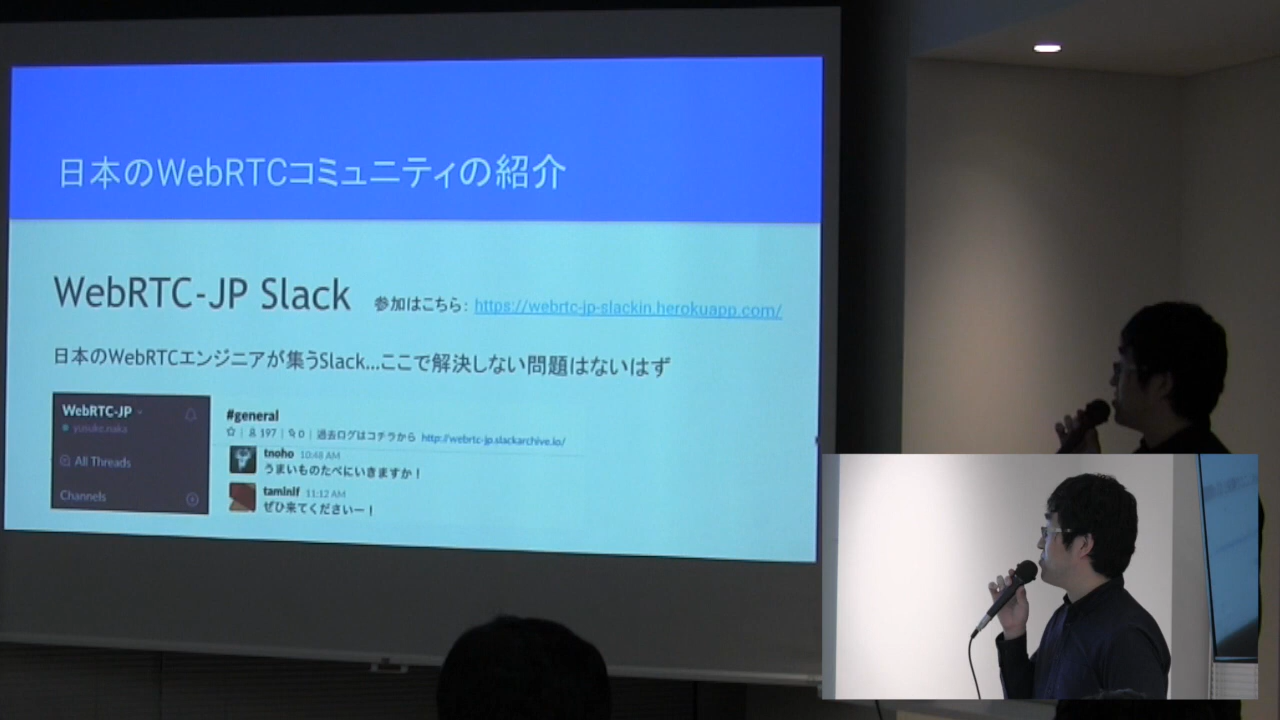 日本のWebRTCコミュニティの紹介
WebRTC-JP Slack 参加はこちら: https://webrtc-jp-slackin.herokuapp.com/
日本のWebRTCエンジニアが集うSlack...ここで解決しない問題はないはず
WebRTC-JP
yusuke.naka
All Threads
Channels
#general
197 | 0 | 過去ログはコチラから http://webrtc-jp.slackarchive.io/
tnoho 10:48 AM
うまいものたべにいきますか！
taminlf 11:12 AM
ぜひ来てくださいー！